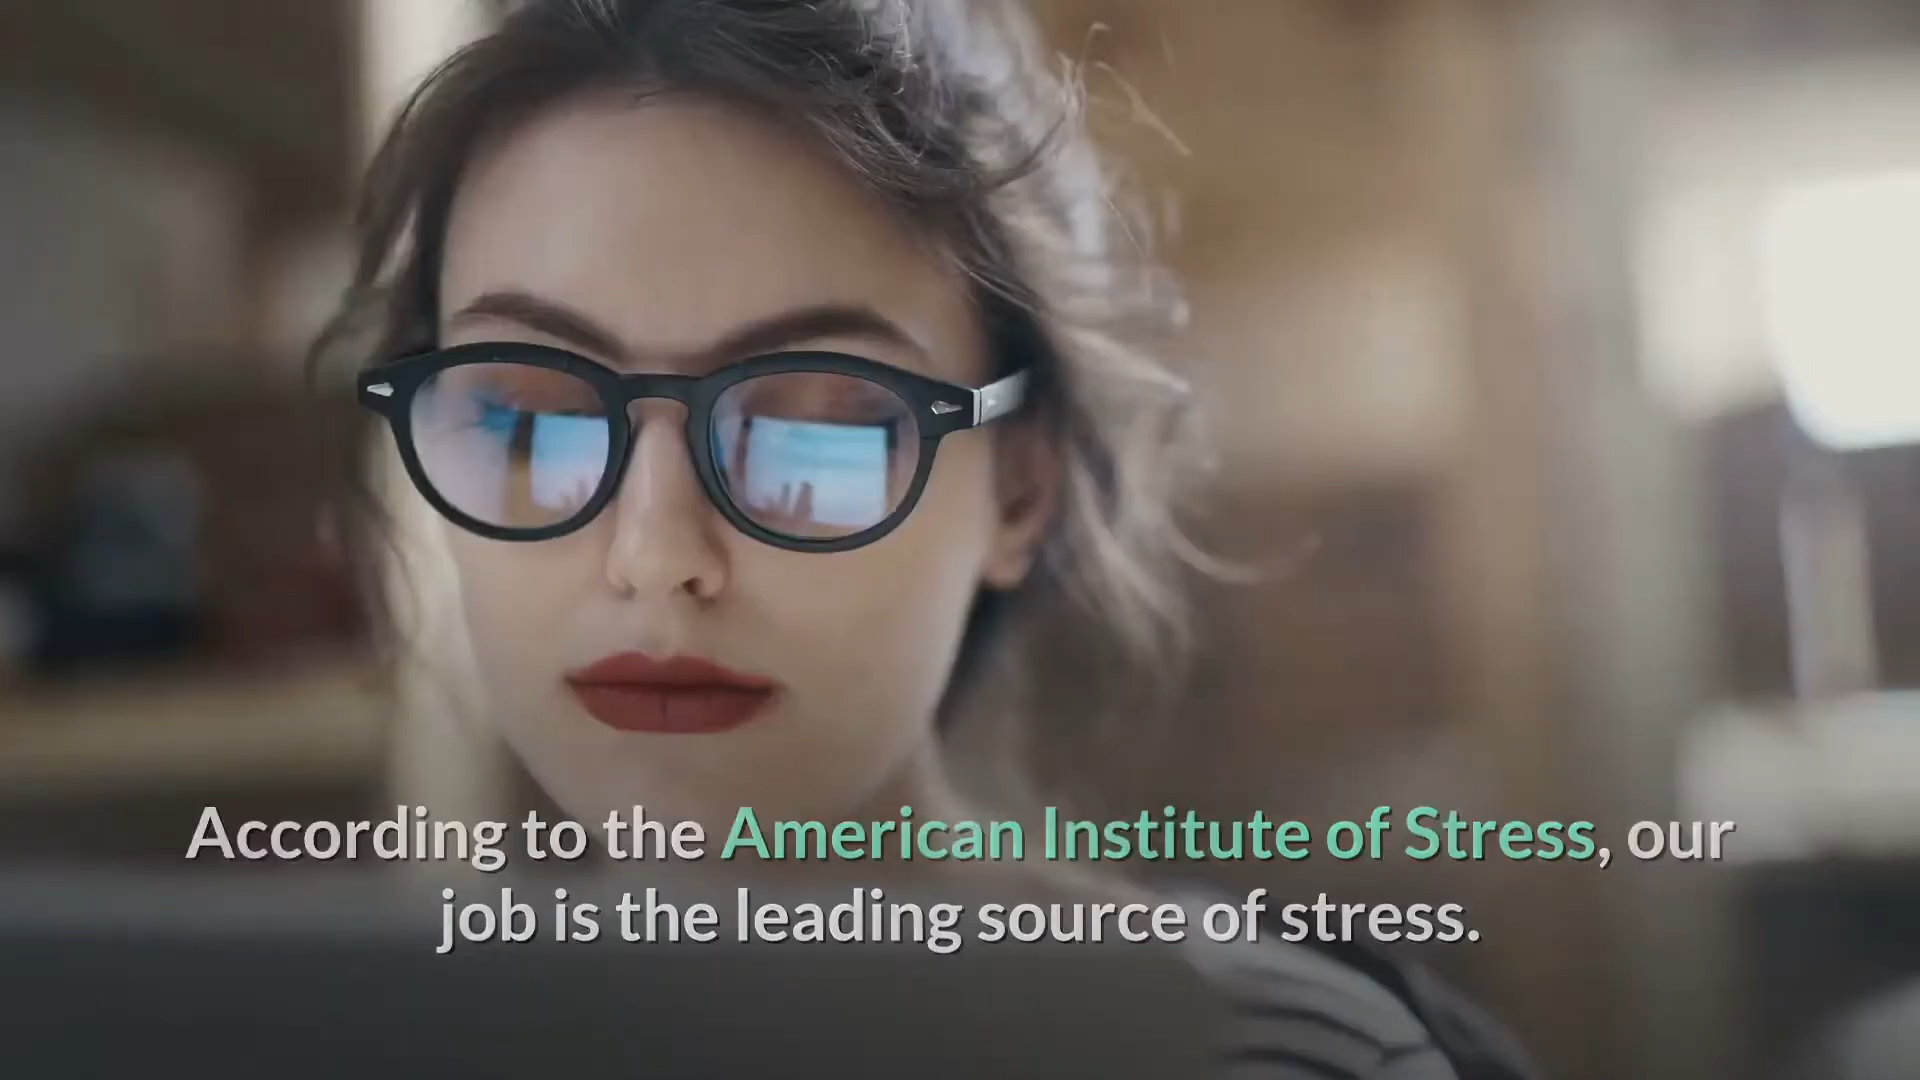 According to the American Institute of Stress, our
job is the leading source of stress.